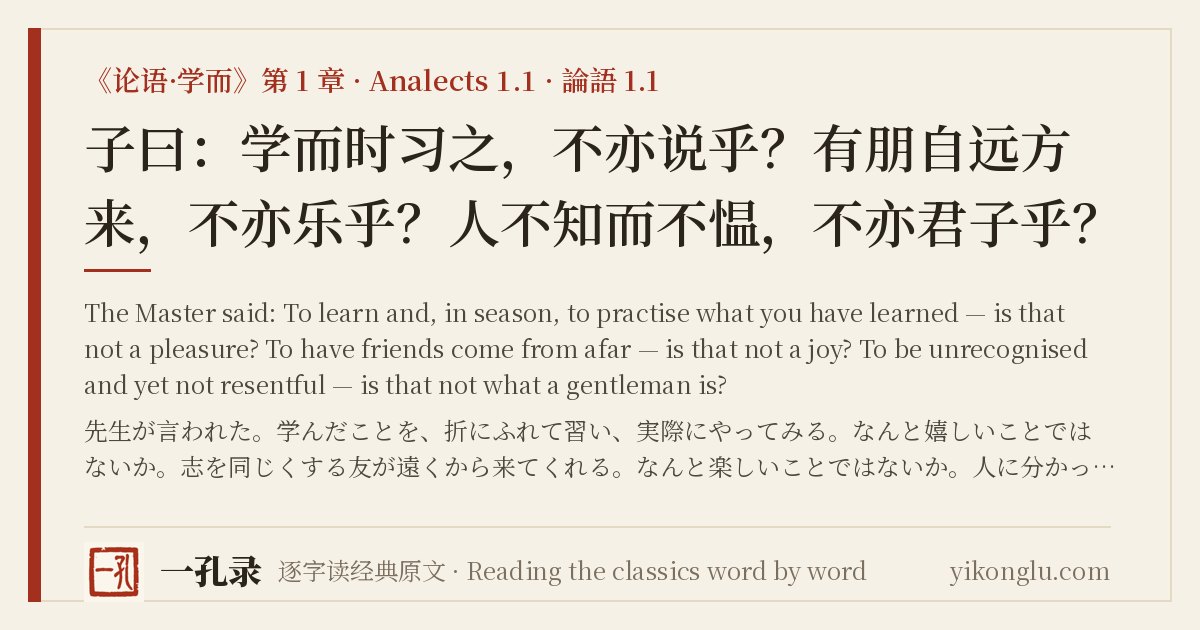 《论语·学而》第 1 章 · Analects 1.1 · 論語 1.1
子曰：学而时习之，不亦说乎？有朋自远方
来，不亦乐乎？人不知而不愠，不亦君子乎？
The Master said: To learn and, in season, to practise what you have learned — is that
not a pleasure? To have friends come from afar — is that not a joy? To be unrecognised
and yet not resentful — is that not what a gentleman is?
先生が言われた。学んだことを、折にふれて習い、実際にやってみる。なんと嬉しいことでは
ないか。志を同じくする友が遠くから来てくれる。なんと楽しいことではないか。人に分かっ…
一孔
一孔录 逐字读经典原文 · Reading the classics word by word yikonglu.com